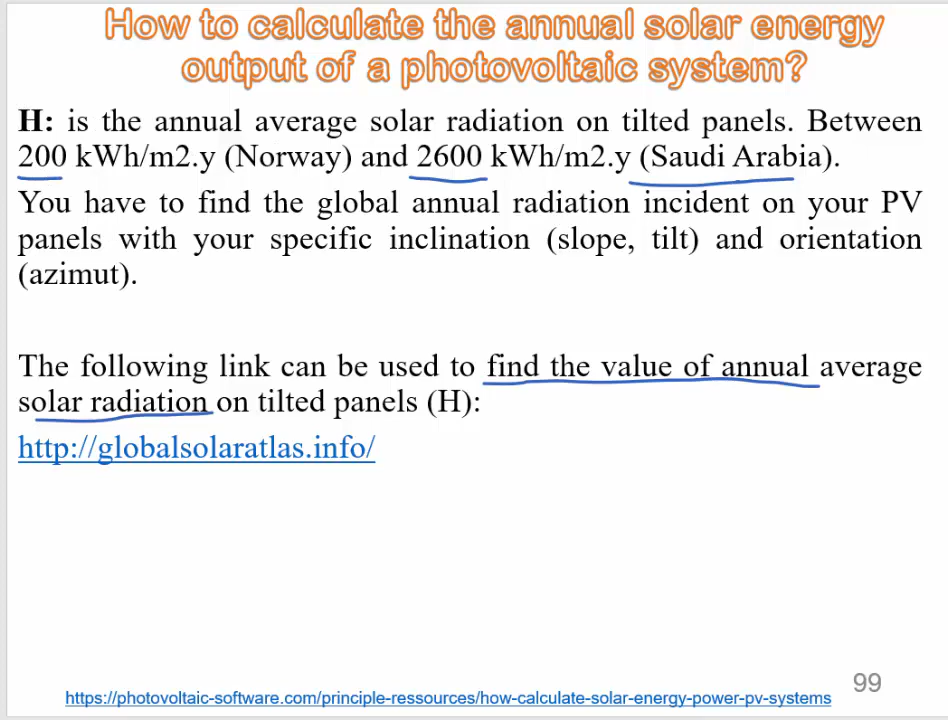 How to calculate the annual solar energy
output of a photovoltaic system?
H: is the annual average solar radiation on tilted panels. Between
200 kWh/m2.y (Norway) and 2600 kWh/m2.y (Saudi Arabia).
You have to find the global annual radiation incident on your PV
panels with your specific inclination (slope, tilt) and orientation
(azimut).
The following link can be used to find the value of annual average
solar radiation on tilted panels (H):
http://globalsolaratlas.info/
99
https://photovoltaic-software.com/principle-ressources/how-calculate-solar-energy-power-pv-systems